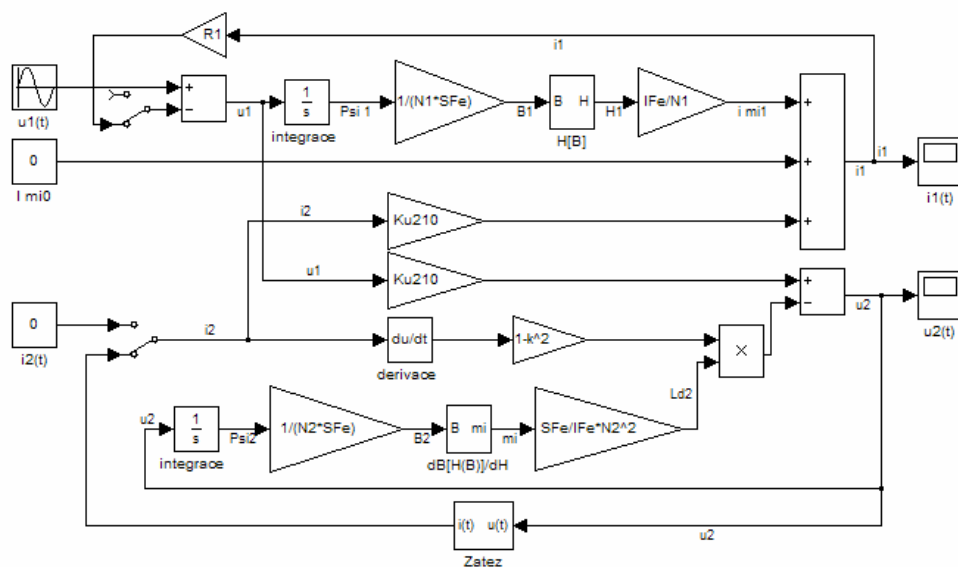 R1
i1
u1(t)
+
−
u1
1
s
integrace
Psi 1
1/(N1*SFe)
B1
B H
H[B]
H1
lFe/N1
i mi1
+
+
+
i1
i1
i1(t)
0
I mi0
i2
Ku210
u1
Ku210
+
−
u2
u2(t)
0
i2(t)
i2
du/dt
derivace
1-k^2
×
Ld2
u2
1
s
integrace
Psi2
1/(N2*SFe)
B2
B mi
dB[H(B)]/dH
mi
SFe/lFe*N2^2
i(t) u(t)
Zatez
u2